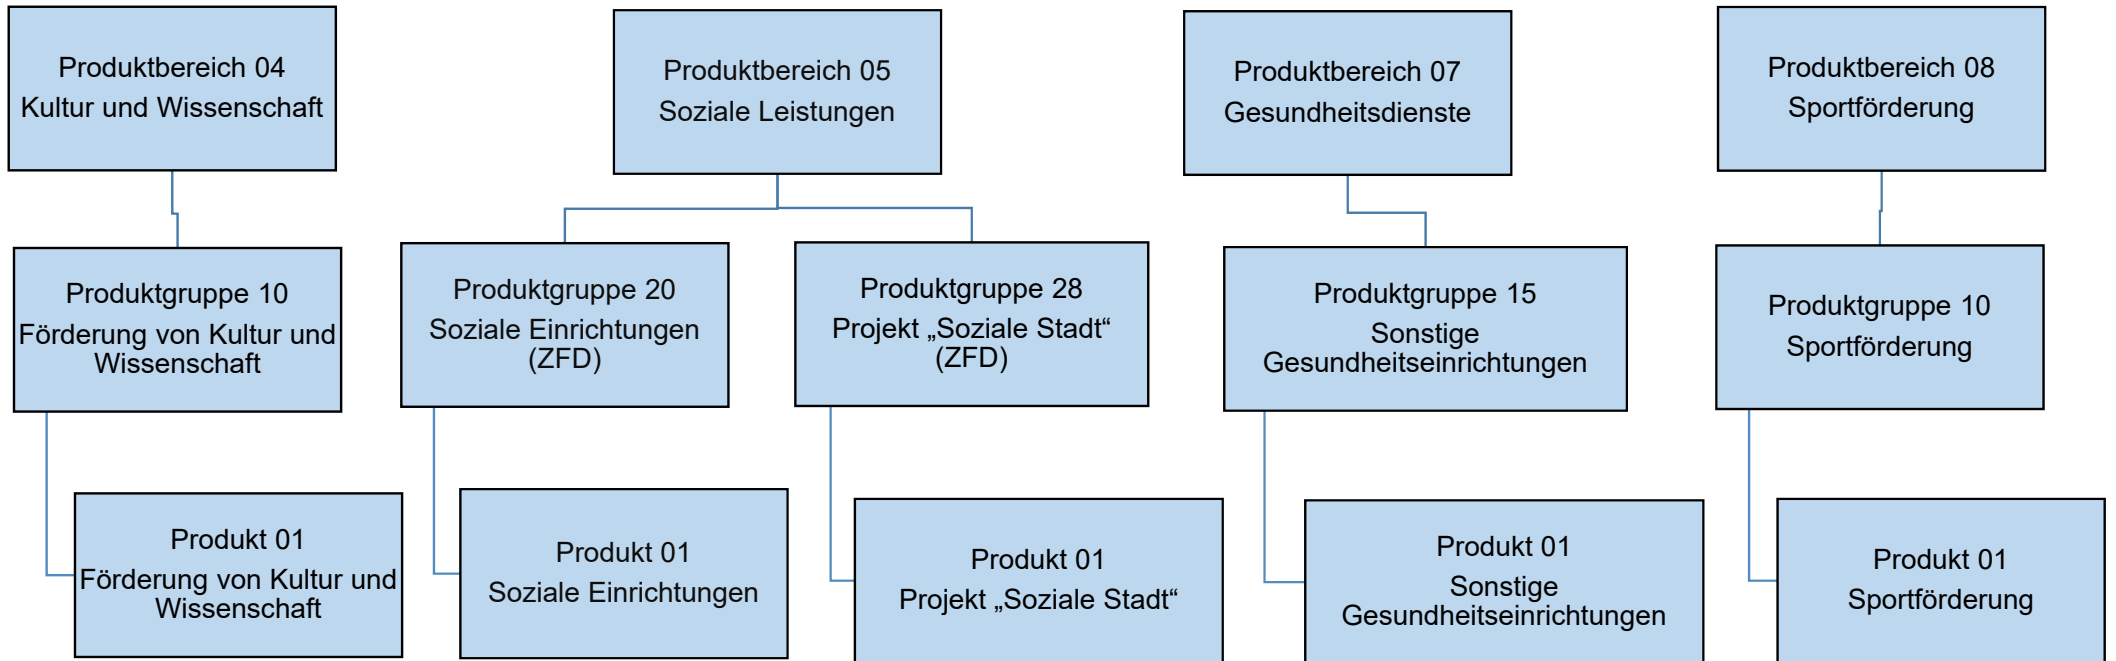 Produktbereich 04
Kultur und Wissenschaft
Produktbereich 05
Soziale Leistungen
Produktbereich 07
Gesundheitsdienste
Produktbereich 08
Sportförderung
Produktgruppe 10
Förderung von Kultur und
Wissenschaft
Produktgruppe 20
Soziale Einrichtungen
(ZFD)
Produktgruppe 28
Projekt „Soziale Stadt“
(ZFD)
Produktgruppe 15
Sonstige
Gesundheitseinrichtungen
Produktgruppe 10
Sportförderung
Produkt 01
Förderung von Kultur und
Wissenschaft
Produkt 01
Soziale Einrichtungen
Produkt 01
Projekt „Soziale Stadt“
Produkt 01
Sonstige
Gesundheitseinrichtungen
Produkt 01
Sportförderung